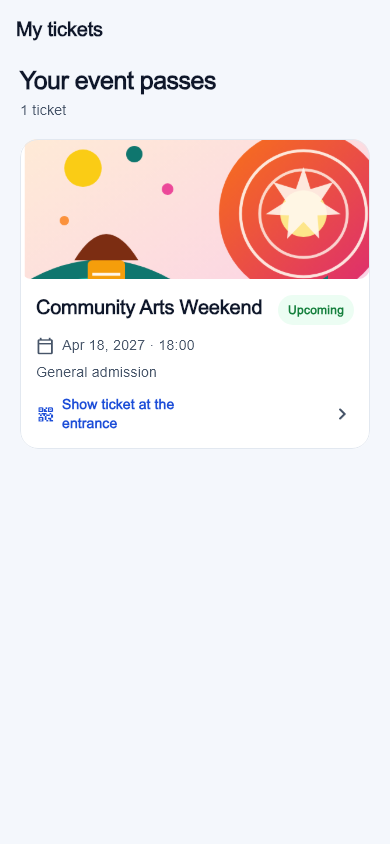 My tickets
Your event passes
1 ticket
Community Arts Weekend
Upcoming
Apr 18, 2027 · 18:00
General admission
Show ticket at the
entrance